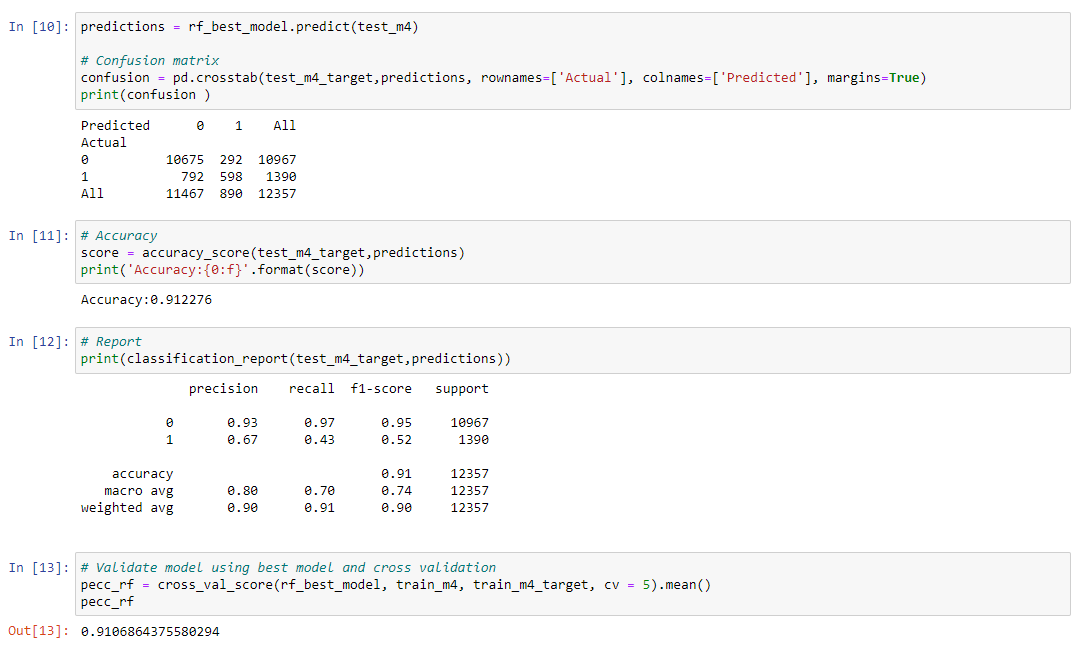 In [10]: predictions = rf_best_model.predict(test_m4)
# Confusion matrix
confusion = pd.crosstab(test_m4_target,predictions, rownames=['Actual'], colnames=['Predicted'], margins=True)
print(confusion )
Predicted 0 1 All
Actual
0 10675 292 10967
1 792 598 1390
All 11467 890 12357
In [11]: # Accuracy
score = accuracy_score(test_m4_target,predictions)
print('Accuracy:{0:f}'.format(score))
Accuracy:0.912276
In [12]: # Report
print(classification_report(test_m4_target,predictions))
precision recall f1-score support
0 0.93 0.97 0.95 10967
1 0.67 0.43 0.52 1390
accuracy 0.91 12357
macro avg 0.80 0.70 0.74 12357
weighted avg 0.90 0.91 0.90 12357
In [13]: # Validate model using best model and cross validation
pecc_rf = cross_val_score(rf_best_model, train_m4, train_m4_target, cv = 5).mean()
pecc_rf
Out[13]: 0.9106864375580294